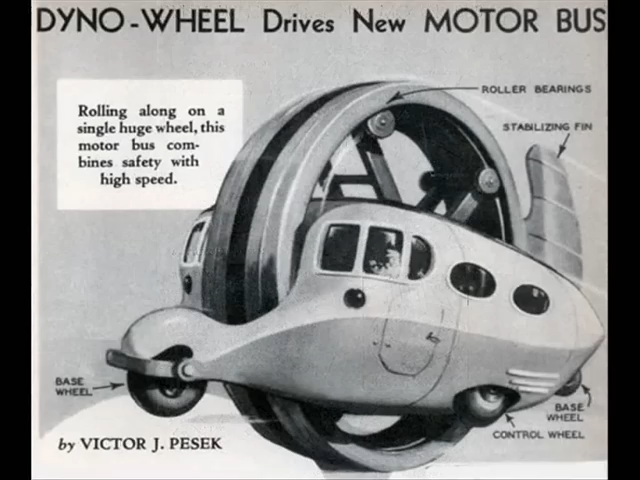 DYNO-WHEEL Drives New MOTOR BUS
Rolling along on a
single huge wheel, this
motor bus com-
bines safety with
high speed.
ROLLER BEARINGS
STABILIZING FIN
BASE
WHEEL
BASE
WHEEL
CONTROL WHEEL
by VICTOR J. PESEK